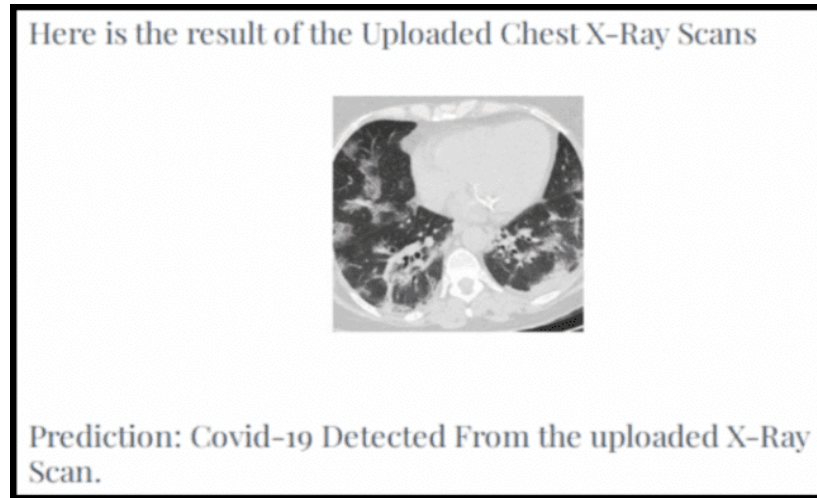 Here is the result of the Uploaded Chest X-Ray Scans
Prediction: Covid-19 Detected From the uploaded X-Ray
Scan.